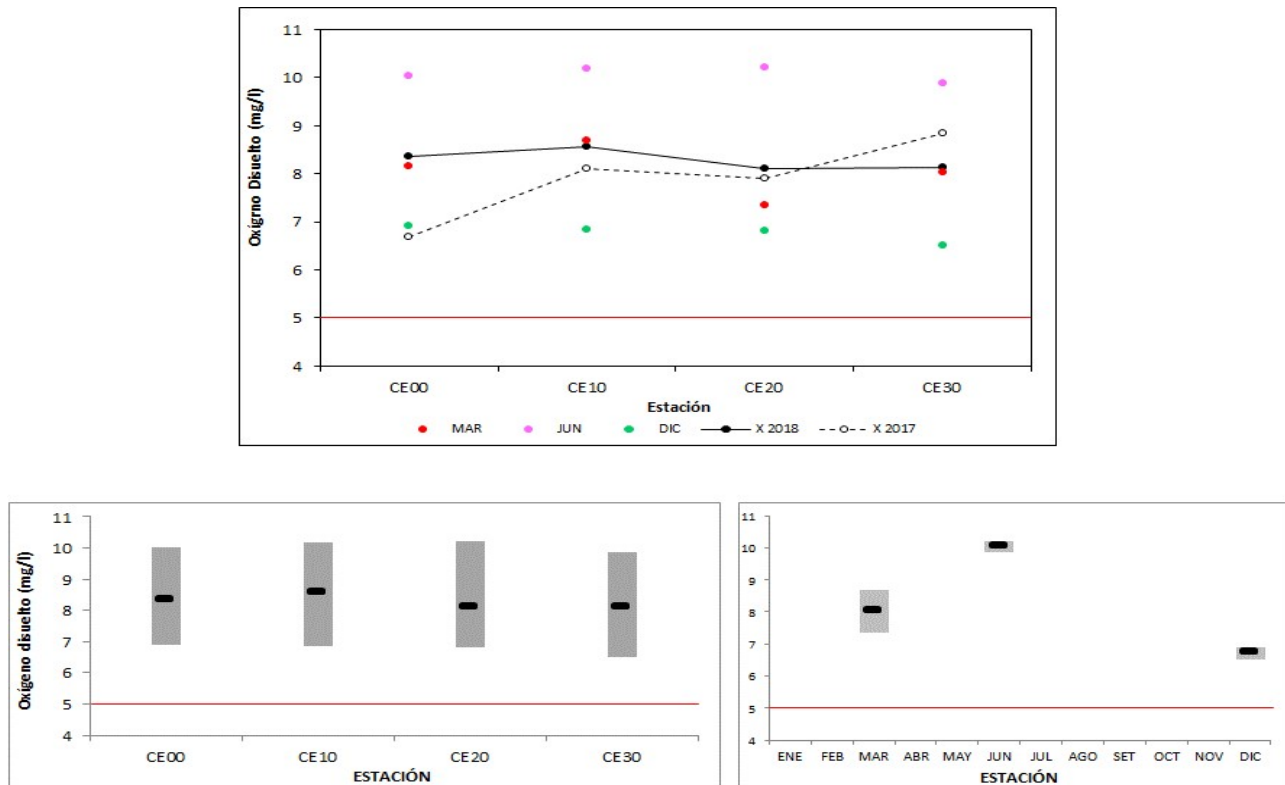 Oxígrno Disuelto (mg/l)
11
10
9
8
7
6
5
4
CE00 CE10 CE20 CE30
Estación
MAR JUN DIC X 2018 X 2017
Oxígeno disuelto (mg/l)
11
10
9
8
7
6
5
4
CE00 CE10 CE20 CE30
ESTACIÓN
11
10
9
8
7
6
5
4
ENE FEB MAR ABR MAY JUN JUL AGO SET OCT NOV DIC
ESTACIÓN